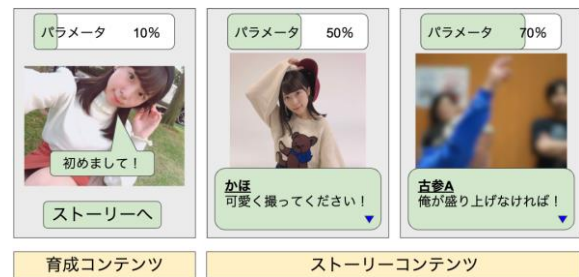 パラメータ 10%
初めまして！
ストーリーへ
パラメータ 50%
かほ
可愛く撮ってください！
パラメータ 70%
古参A
俺が盛り上げなければ！
育成コンテンツ
ストーリーコンテンツ